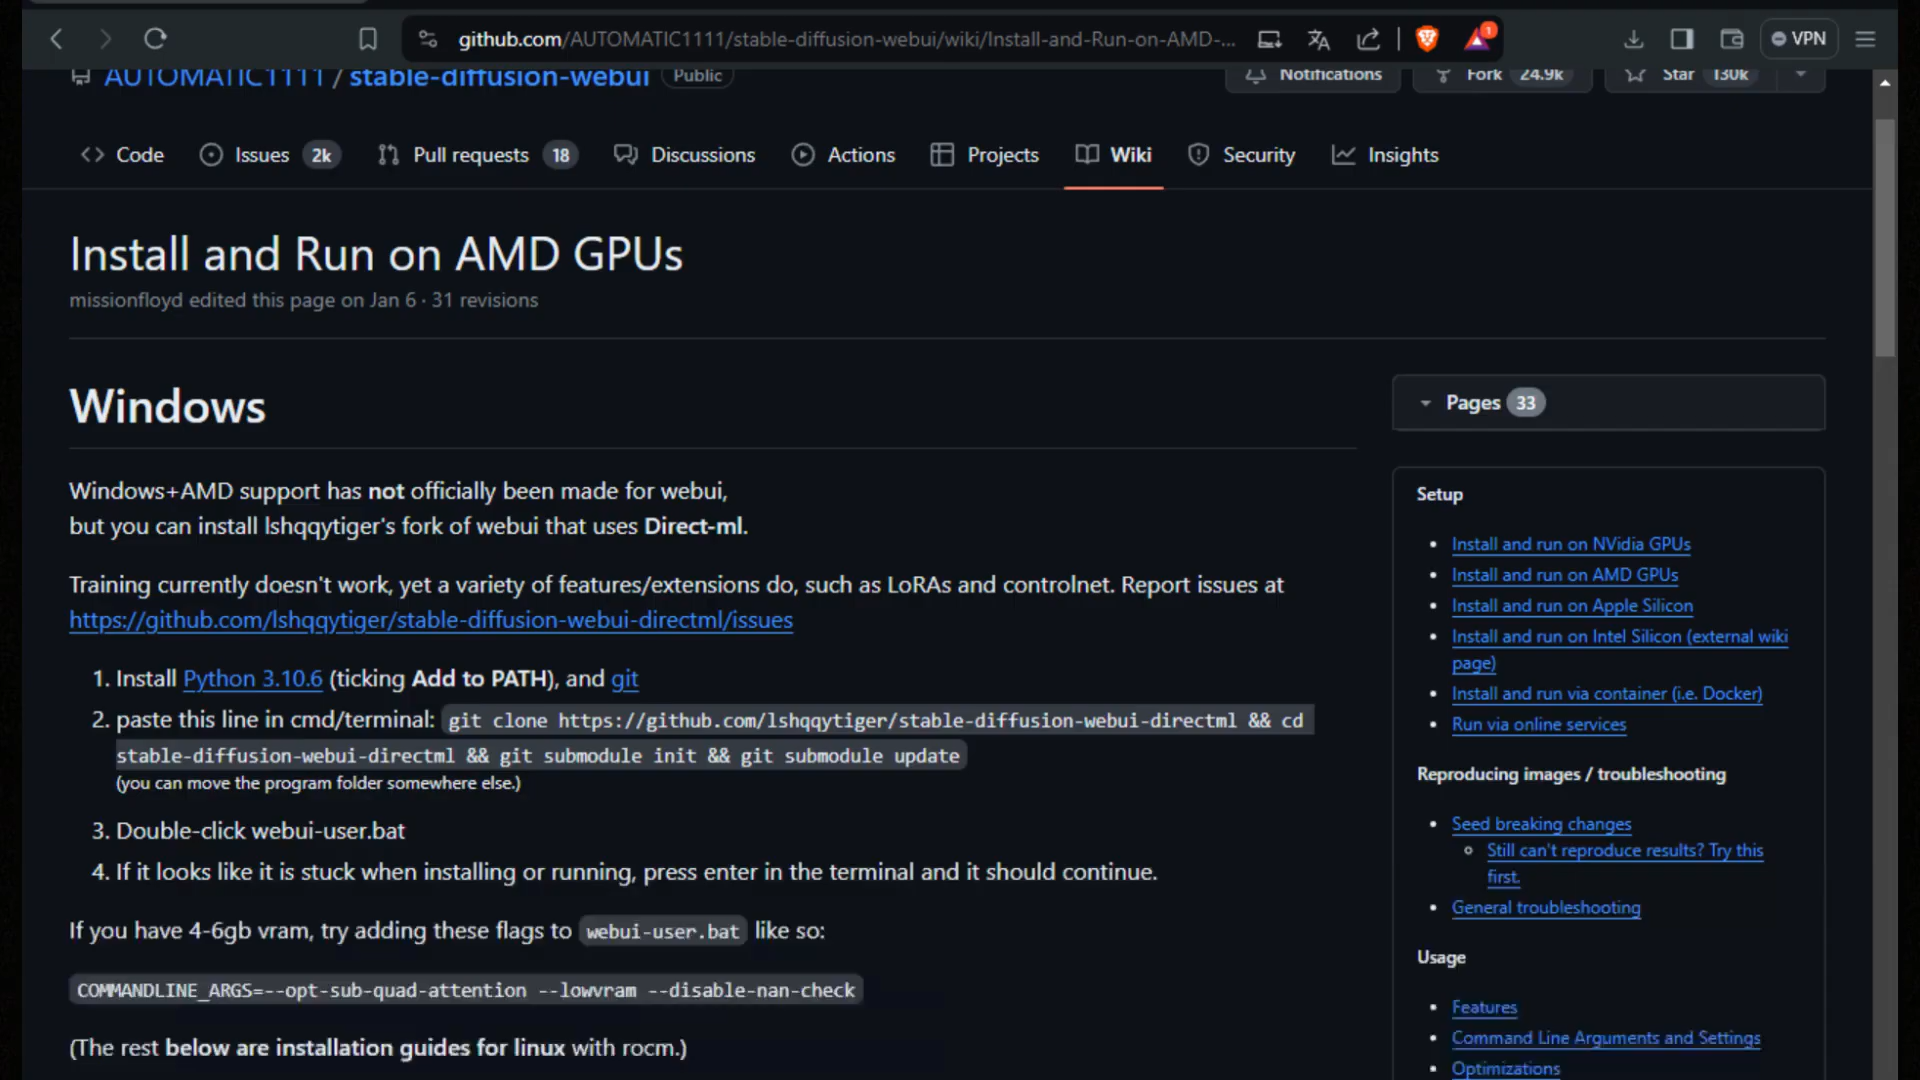 github.com/AUTOMATIC1111/stable-diffusion-webui/wiki/Install-and-Run-on-AMD-...
1
VPN
AUTOMATIC1111 / stable-diffusion-webui Public
Notifications Fork 24.9k Star 130k
Code Issues 2k Pull requests 18 Discussions Actions Projects Wiki Security Insights
Install and Run on AMD GPUs
missionfloyd edited this page on Jan 6 · 31 revisions
Windows
Windows+AMD support has not officially been made for webui,
but you can install lshqqytiger's fork of webui that uses Direct-ml.
Training currently doesn't work, yet a variety of features/extensions do, such as LoRAs and controlnet. Report issues at
https://github.com/lshqqytiger/stable-diffusion-webui-directml/issues
1. Install Python 3.10.6 (ticking Add to PATH), and git
2. paste this line in cmd/terminal: git clone https://github.com/lshqqytiger/stable-diffusion-webui-directml && cd
stable-diffusion-webui-directml && git submodule init && git submodule update
(you can move the program folder somewhere else.)
3. Double-click webui-user.bat
4. If it looks like it is stuck when installing or running, press enter in the terminal and it should continue.
If you have 4-6gb vram, try adding these flags to webui-user.bat like so:
COMMANDLINE_ARGS=--opt-sub-quad-attention --lowvram --disable-nan-check
(The rest below are installation guides for linux with rocm.)
Pages 33
Setup
• Install and run on NVidia GPUs
• Install and run on AMD GPUs
• Install and run on Apple Silicon
• Install and run on Intel Silicon (external wiki
page)
• Install and run via container (i.e. Docker)
• Run via online services
Reproducing images / troubleshooting
• Seed breaking changes
Still can't reproduce results? Try this
first.
• General troubleshooting
Usage
• Features
• Command Line Arguments and Settings
• Optimizations